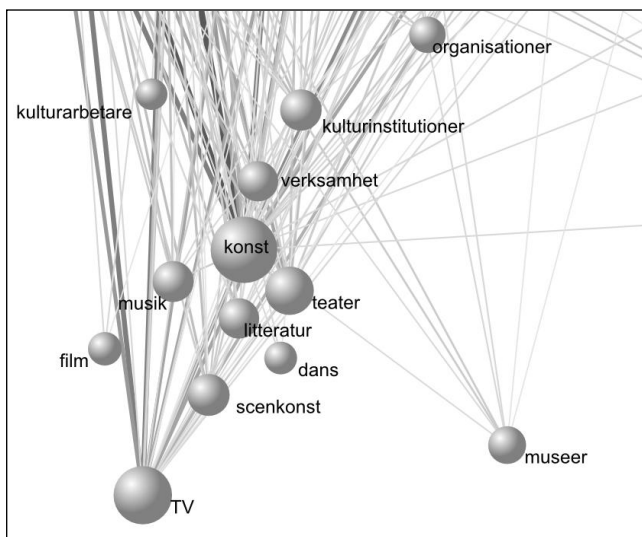 organisationer
kulturarbetare
kulturinstitutioner
verksamhet
konst
musik
teater
litteratur
film
dans
scenkonst
museer
TV